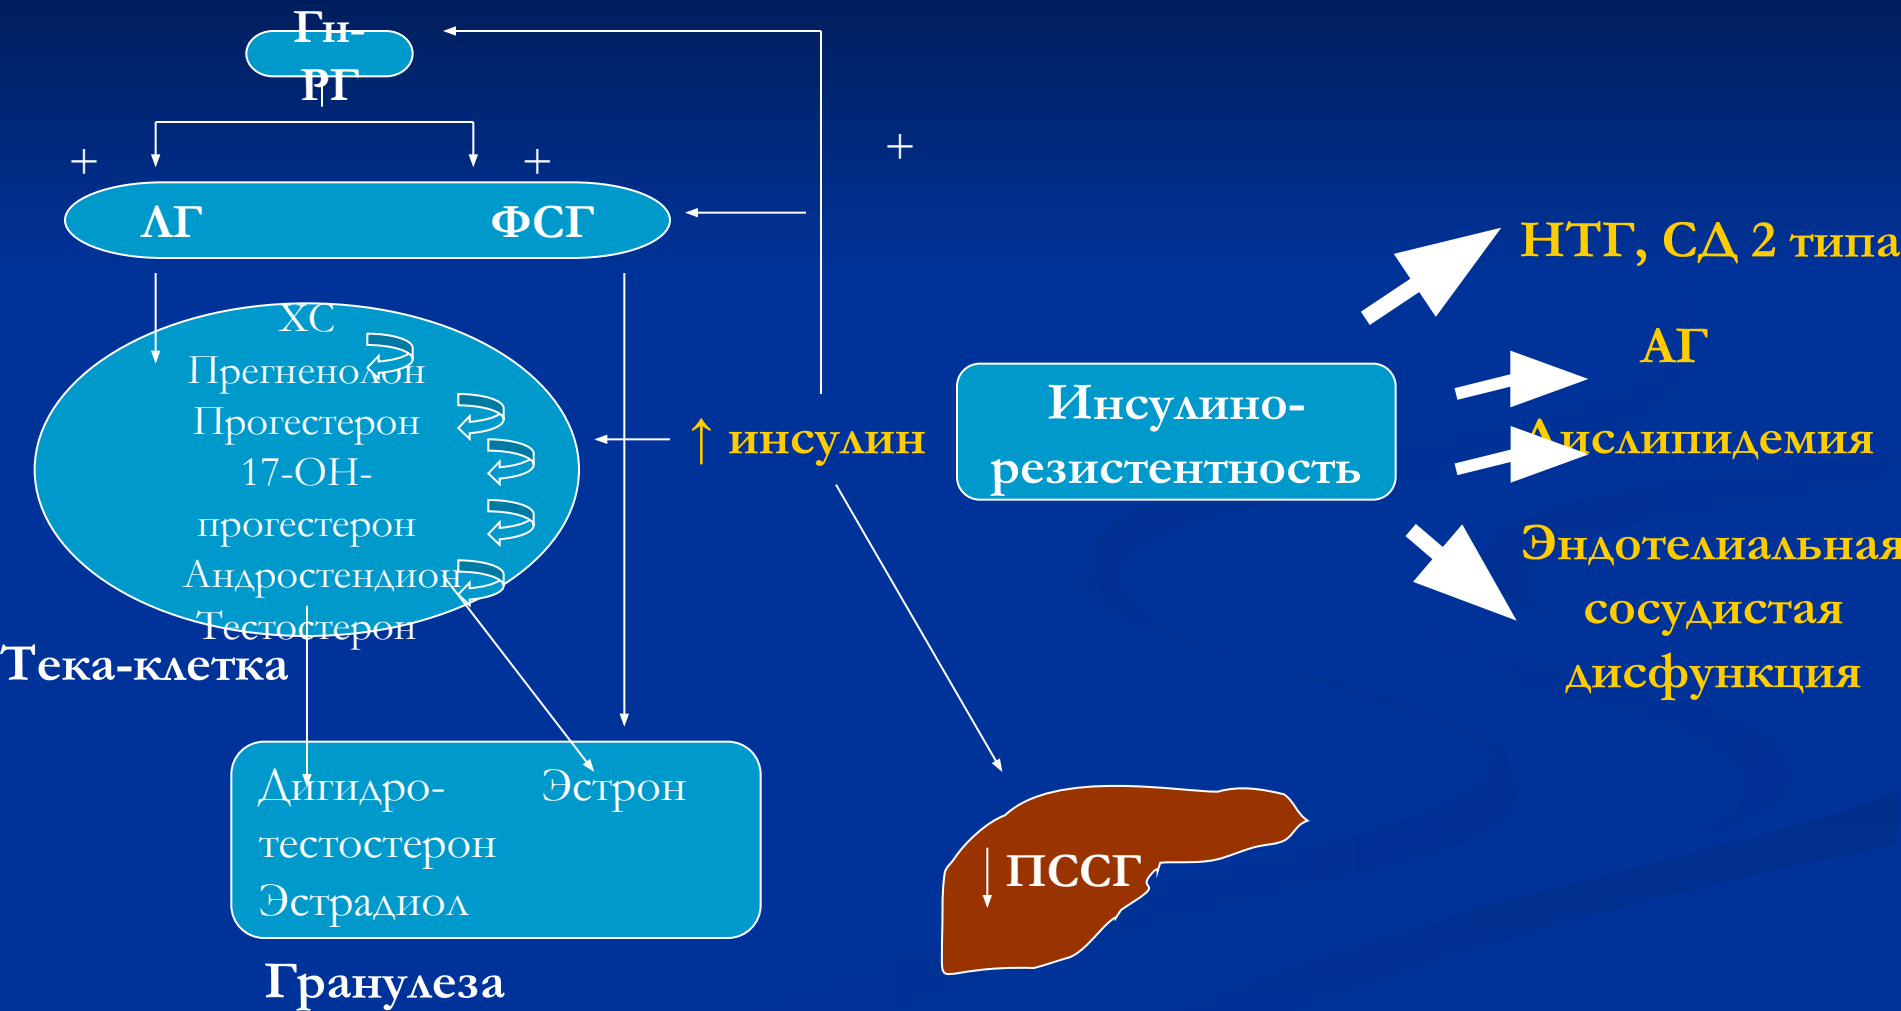 Гн-
РГ
+
+
+
ЛГ
ФСГ
ХС
Прегненолон
Прогестерон
17-ОН-
прогестерон
Андростендион
Тестостерон
Тека-клетка
↑ инсулин
Инсулино-
резистентность
НТГ, СД 2 типа
АГ
Дислипидемия
Эндотелиальная
сосудистая
дисфункция
Дигидро-
тестостерон
Эстрадиол
Эстрон
Гранулеза
ПССГ